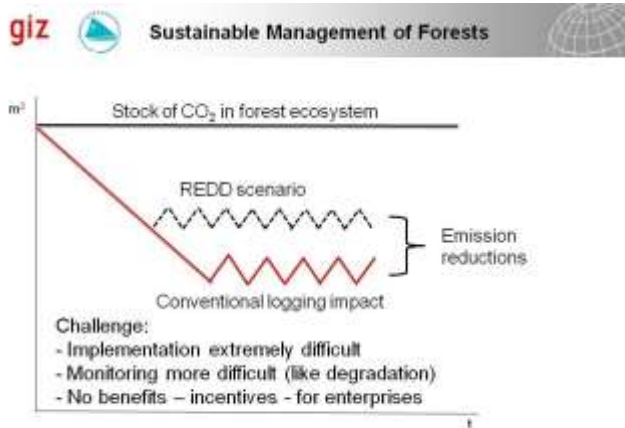 giz
Sustainable Management of Forests
m³
Stock of CO₂ in forest ecosystem
REDD scenario
Emission
reductions
Conventional logging impact
Challenge:
- Implementation extremely difficult
- Monitoring more difficult (like degradation)
- No benefits – incentives - for enterprises
t